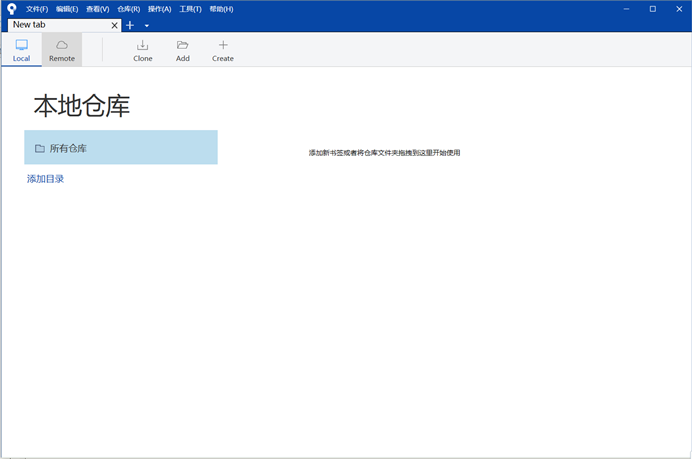 文件(F) 编辑(E) 查看(V) 仓库(R) 操作(A) 工具(T) 帮助(H)
New tab
Local Remote Clone Add Create
本地仓库
所有仓库
添加新书签或者将仓库文件夹拖拽到这里开始使用
添加目录